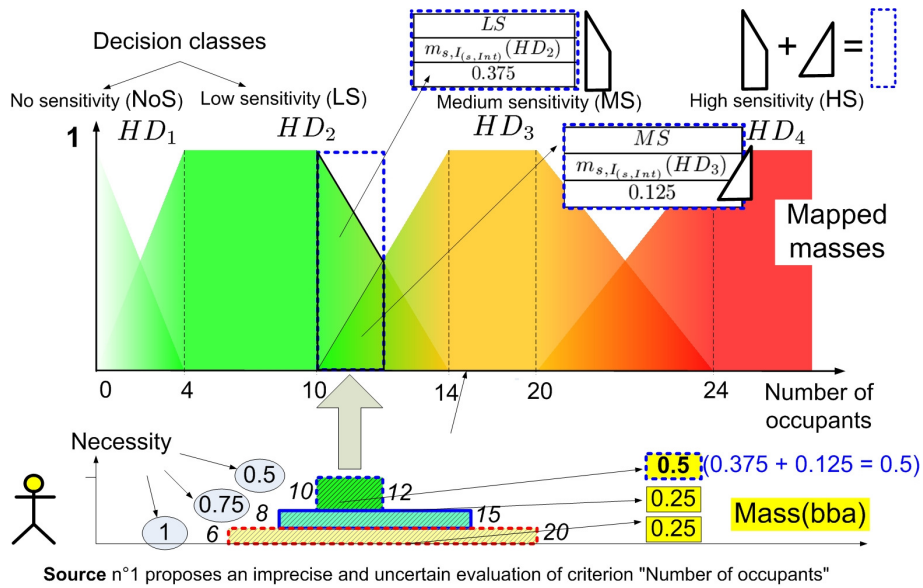 Decision classes
LS
m_{s,I_{(s,Int)}}(HD_2)
0.375
+ =
No sensitivity (NoS)
Low sensitivity (LS)
Medium sensitivity (MS)
High sensitivity (HS)
1
HD_1
HD_2
HD_3
HD_4
MS
m_{s,I_{(s,Int)}}(HD_3)
0.125
Mapped
masses
0 4 10 14 20 24
Number of
occupants
Necessity
0.5
0.75
1
10 12
8 15
6 20
0.5 (0.375 + 0.125 = 0.5)
0.25
0.25
Mass(bba)
Source n°1 proposes an imprecise and uncertain evaluation of criterion "Number of occupants"